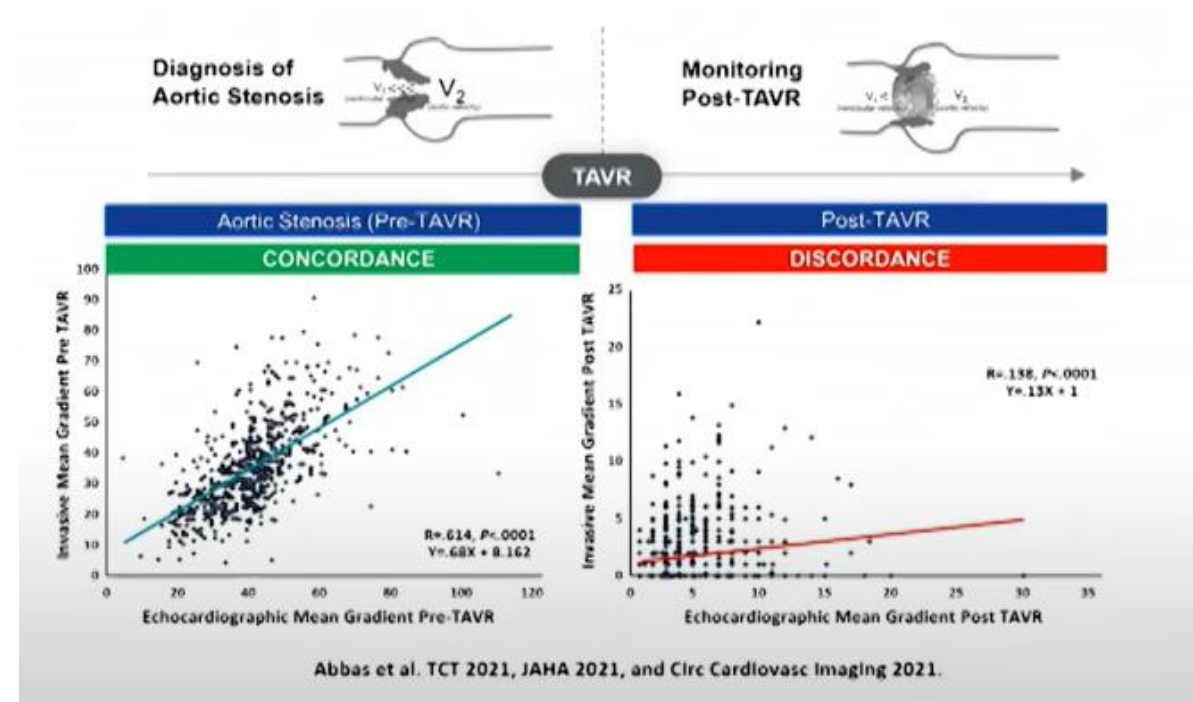 Diagnosis of
Aortic Stenosis
V₁ <<<
V₂
Monitoring
Post-TAVR
V₁ <
V₂
TAVR
Aortic Stenosis (Pre-TAVR)
CONCORDANCE
Invasive Mean Gradient Pre TAVR
100
90
80
70
60
50
40
30
20
10
0
R=.614, P<.0001
Y=.68X + 8.162
0 20 40 60 80 100 120
Echocardiographic Mean Gradient Pre-TAVR
Post-TAVR
DISCORDANCE
Invasive Mean Gradient Post TAVR
25
20
15
10
5
0
R=.138, P<.0001
Y=.13X + 1
0 5 10 15 20 25 30 35
Echocardiographic Mean Gradient Post TAVR
Abbas et al. TCT 2021, JAHA 2021, and Circ Cardiovasc Imaging 2021.